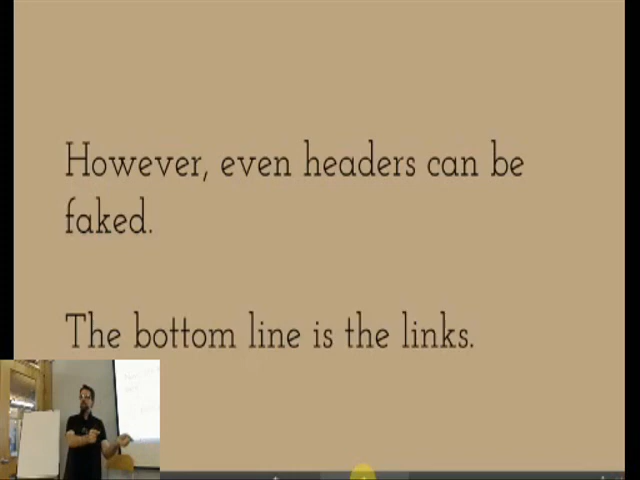 However, even headers can be
faked.
The bottom line is the links.